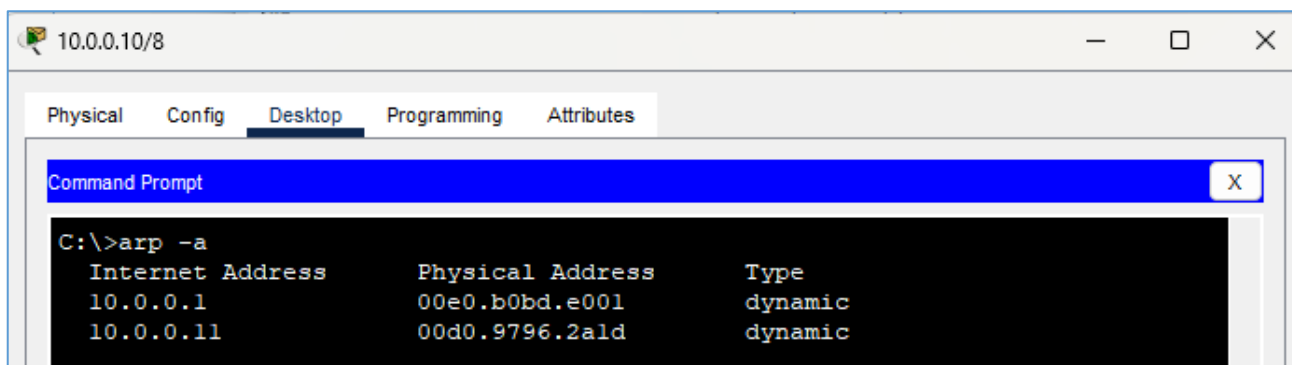 10.0.0.10/8
Physical Config Desktop Programming Attributes
Command Prompt X
C:\>arp -a
Internet Address Physical Address Type
10.0.0.1 00e0.b0bd.e001 dynamic
10.0.0.11 00d0.9796.2a1d dynamic